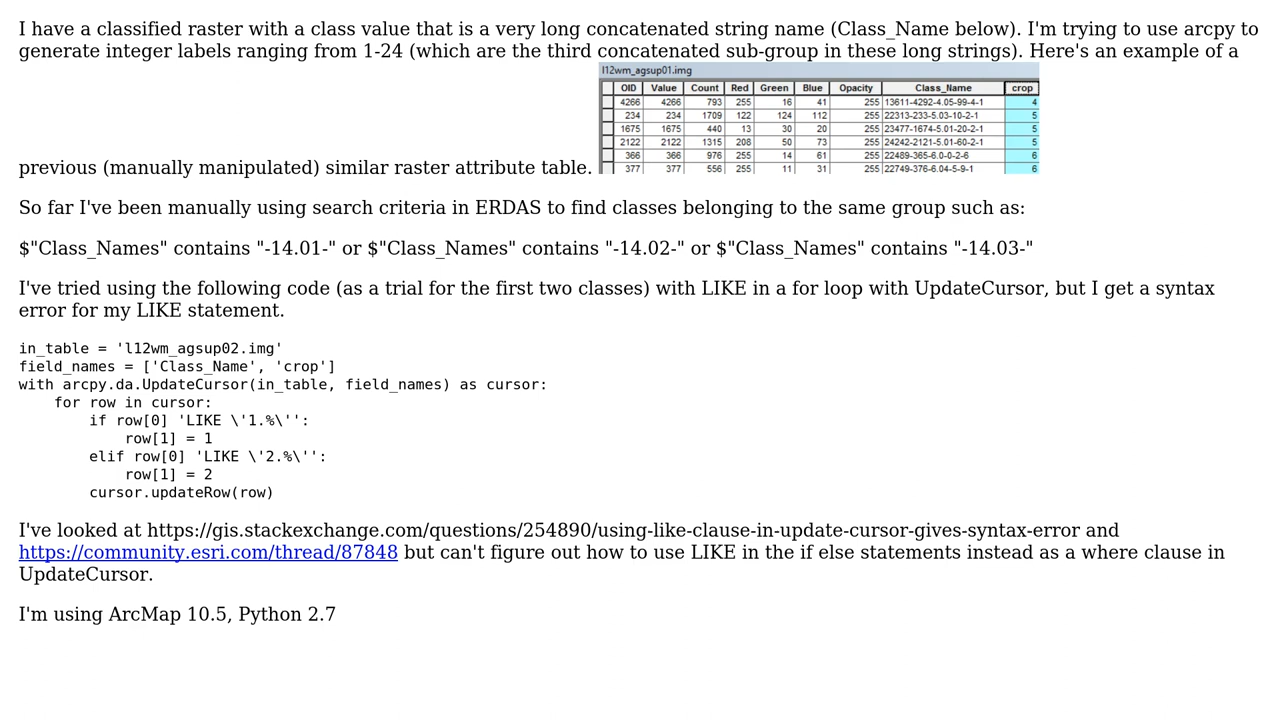 I have a classified raster with a class value that is a very long concatenated string name (Class_Name below). I'm trying to use arcpy to
generate integer labels ranging from 1-24 (which are the third concatenated sub-group in these long strings). Here's an example of a
l12wm_agsup01.img
OID Value Count Red Green Blue Opacity Class_Name crop
4266 4266 793 255 16 41 255 13611-4292-4.05-99-4-1 4
234 234 1709 122 124 112 255 22313-233-5.03-10-2-1 5
1675 1675 440 13 30 20 255 23477-1674-5.01-20-2-1 5
2122 2122 1315 208 50 73 255 24242-2121-5.01-60-2-1 5
366 366 976 255 14 61 255 22489-365-6.0-0-2-6 6
377 377 556 255 11 31 255 22749-376-6.04-5-9-1 6
previous (manually manipulated) similar raster attribute table.
So far I've been manually using search criteria in ERDAS to find classes belonging to the same group such as:
$"Class_Names" contains "-14.01-" or $"Class_Names" contains "-14.02-" or $"Class_Names" contains "-14.03-"
I've tried using the following code (as a trial for the first two classes) with LIKE in a for loop with UpdateCursor, but I get a syntax
error for my LIKE statement.
in_table = 'l12wm_agsup02.img'
field_names = ['Class_Name', 'crop']
with arcpy.da.UpdateCursor(in_table, field_names) as cursor:
    for row in cursor:
        if row[0] 'LIKE \'1.%\'':
            row[1] = 1
        elif row[0] 'LIKE \'2.%\'':
            row[1] = 2
        cursor.updateRow(row)
I've looked at https://gis.stackexchange.com/questions/254890/using-like-clause-in-update-cursor-gives-syntax-error and
https://community.esri.com/thread/87848 but can't figure out how to use LIKE in the if else statements instead as a where clause in
UpdateCursor.
I'm using ArcMap 10.5, Python 2.7